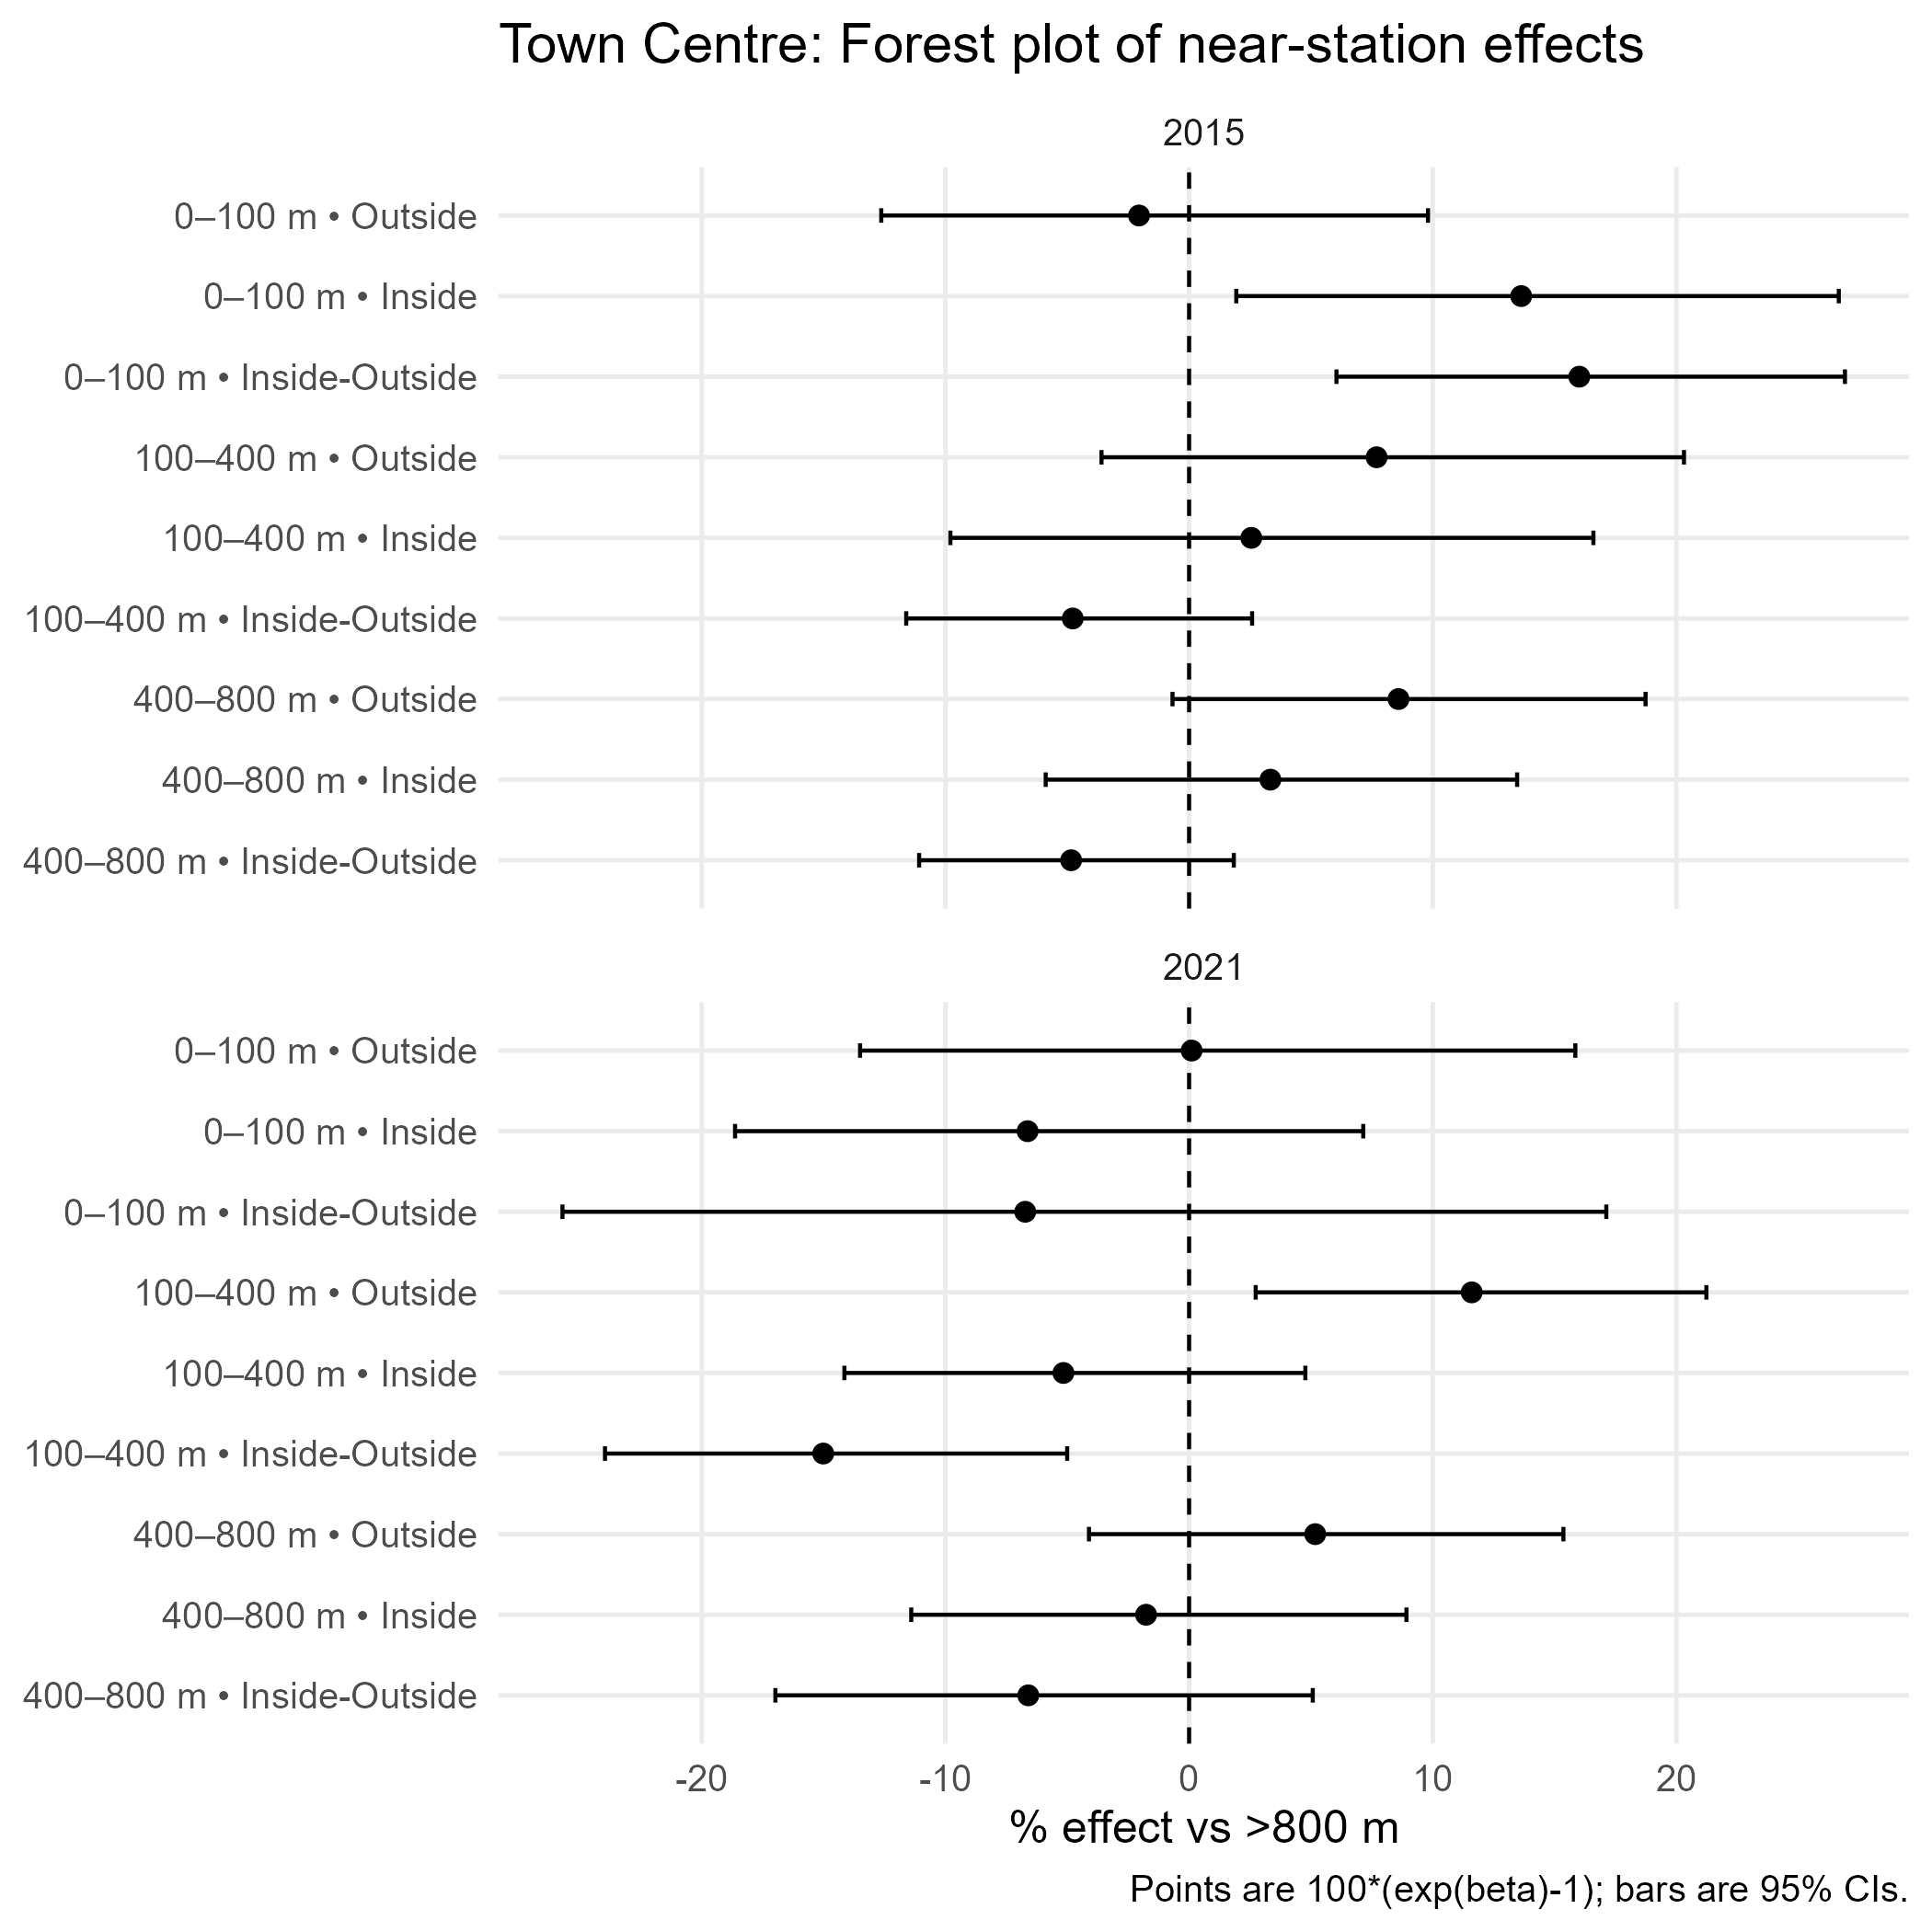 Town Centre: Forest plot of near-station effects
2015
0–100 m • Outside
0–100 m • Inside
0–100 m • Inside-Outside
100–400 m • Outside
100–400 m • Inside
100–400 m • Inside-Outside
400–800 m • Outside
400–800 m • Inside
400–800 m • Inside-Outside
2021
0–100 m • Outside
0–100 m • Inside
0–100 m • Inside-Outside
100–400 m • Outside
100–400 m • Inside
100–400 m • Inside-Outside
400–800 m • Outside
400–800 m • Inside
400–800 m • Inside-Outside
-20 -10 0 10 20
% effect vs >800 m
Points are 100*(exp(beta)-1); bars are 95% CIs.